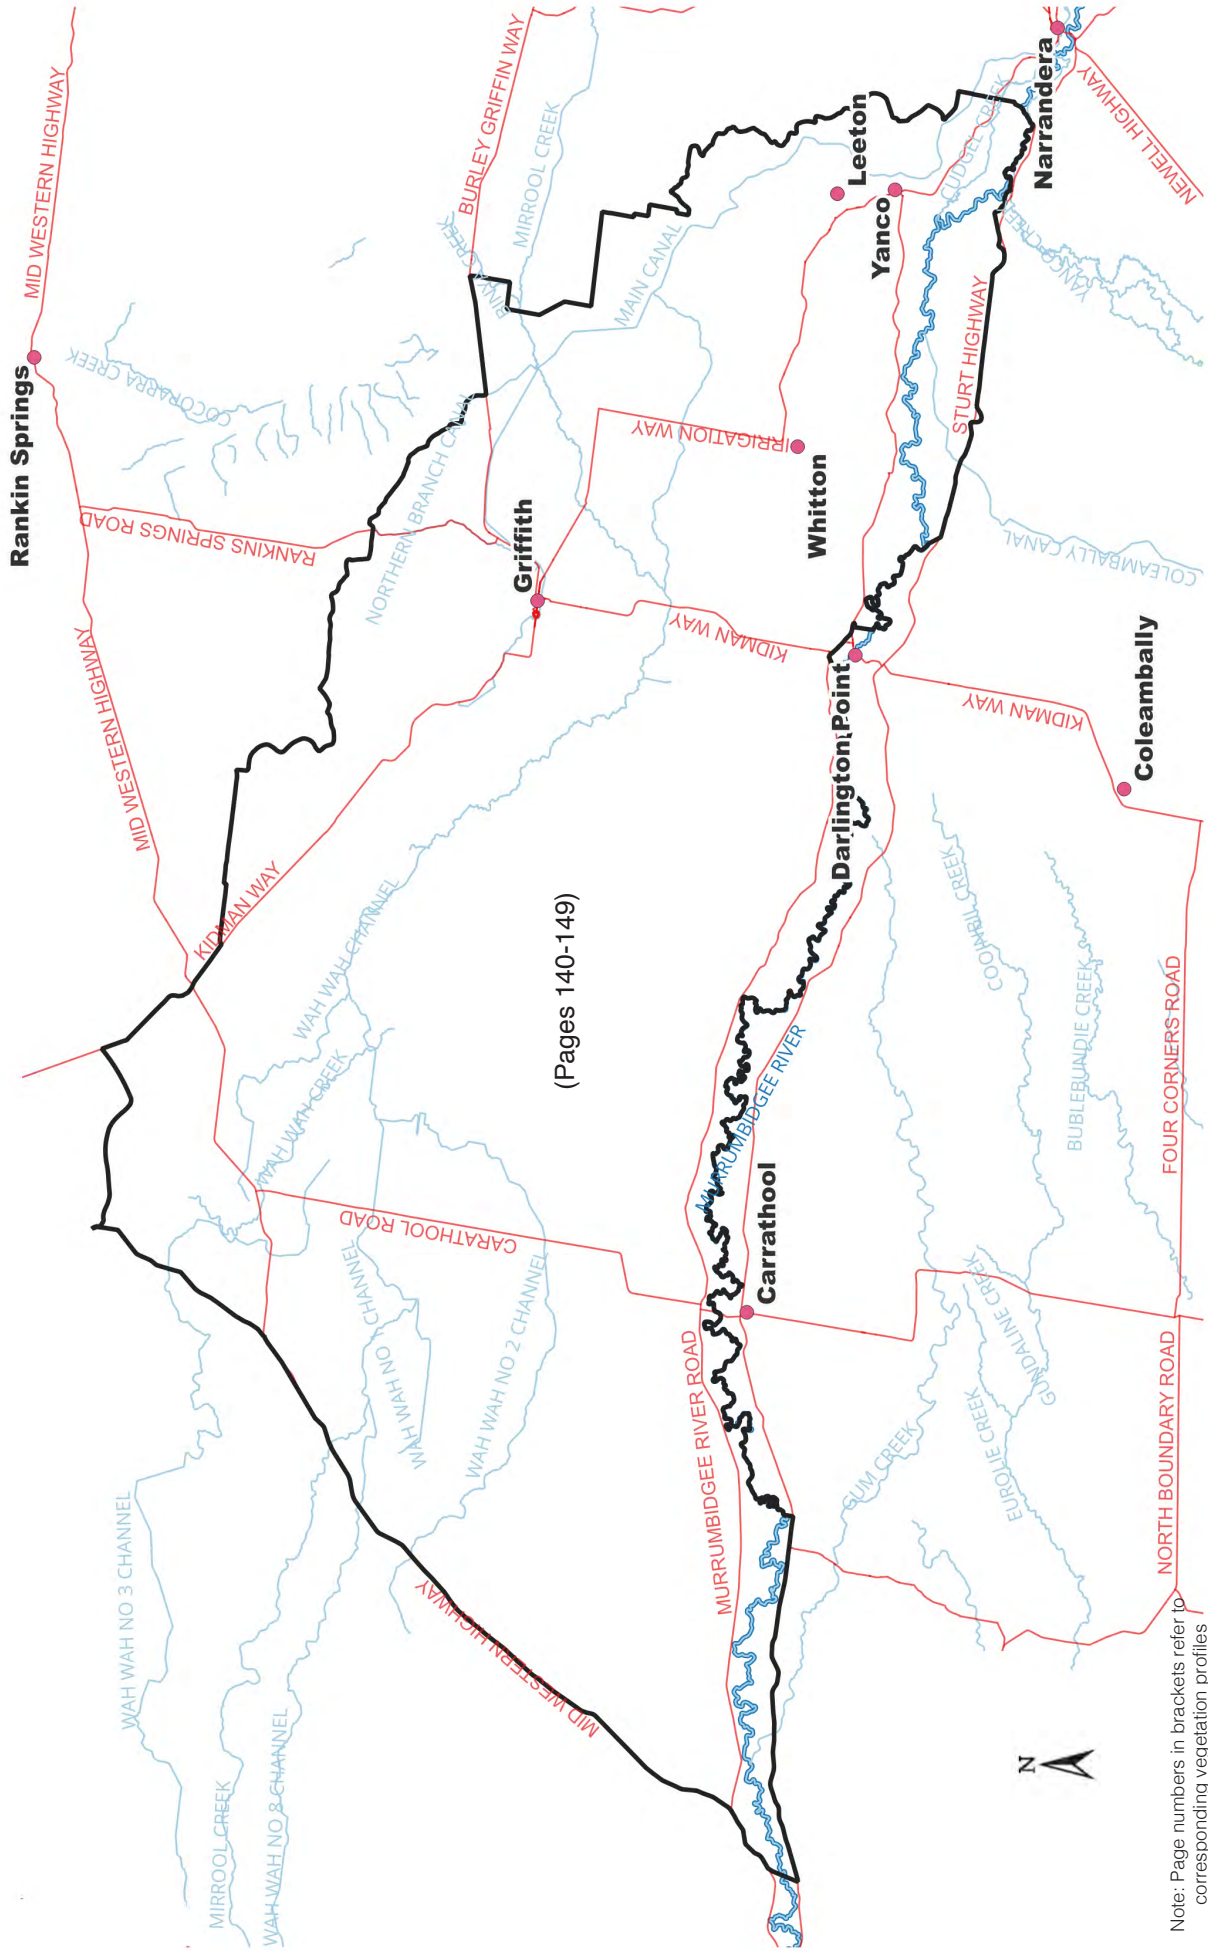 Rankin Springs
MID WESTERN HIGHWAY
BURLEY GRIFFIN WAY
MIRROOL CREEK
COCOPARRA CREEK
RANKINS SPRINGS ROAD
NORTHERN BRANCH CANAL
MAIN CANAL
Griffith
IRRIGATION WAY
Whitton
Leeton
Yanco
CUDGEL CREEK
Narrandera
NEWELL HIGHWAY
YANCO CREEK
STURT HIGHWAY
COLEAMBALLY CANAL
Coleambally
KIDMAN WAY
KIDMAN WAY
Darlington Point
MID WESTERN HIGHWAY
KIDMAN WAY
WAH WAH CHANNEL
WAH WAH CREEK
(Pages 140-149)
COONBIL CREEK
BUBLEBUNDIE CREEK
FOUR CORNERS ROAD
MURRUMBIDGEE RIVER
Carrathool
CARATHOOL ROAD
WAH WAH NO 1 CHANNEL
WAH WAH NO 2 CHANNEL
MURRUMBIDGEE RIVER ROAD
GUNDALINE CREEK
EUROLIE CREEK
GUM CREEK
NORTH BOUNDARY ROAD
WAH WAH NO 3 CHANNEL
MIRROOL CREEK
WAH WAH NO 8 CHANNEL
MID WESTERN HIGHWAY
N
Note: Page numbers in brackets refer to
corresponding vegetation profiles